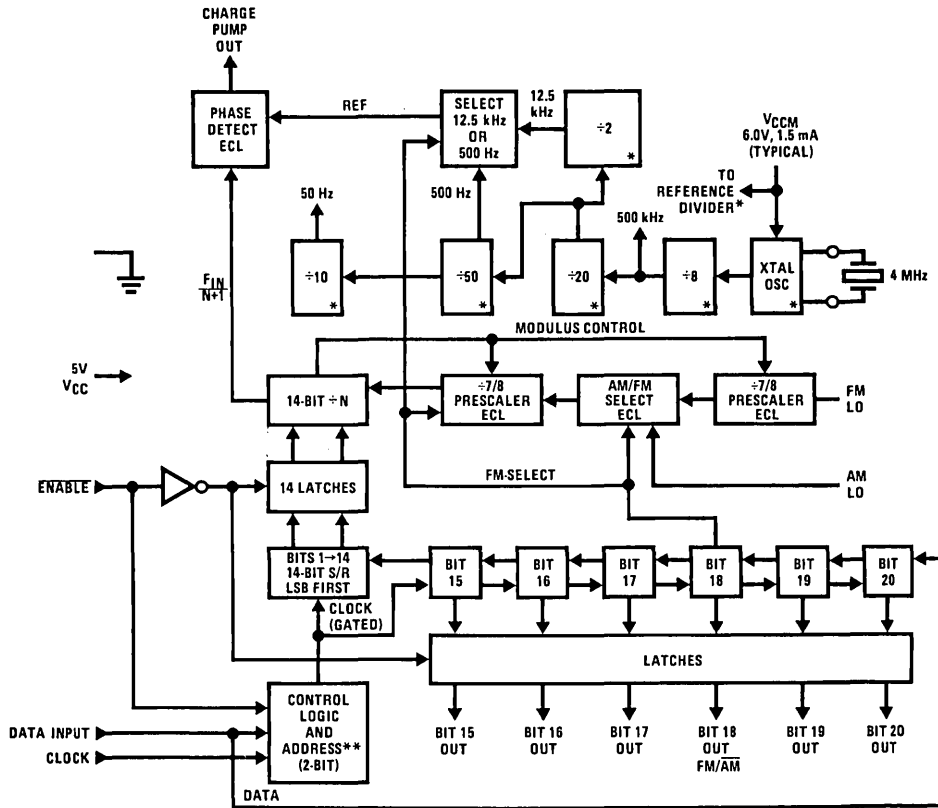 CHARGE
PUMP
OUT
PHASE
DETECT
ECL
REF
SELECT
12.5 kHz
OR
500 Hz
12.5
kHz
÷2
*
VCCM
6.0V, 1.5 mA
(TYPICAL)
TO
REFERENCE
DIVIDER*
50 Hz
500 Hz
500 kHz
÷10
*
÷50
*
÷20
*
÷8
*
XTAL
OSC
*
4 MHz
FIN
N+1
MODULUS CONTROL
5V
VCC
14-BIT ÷N
÷7/8
PRESCALER
ECL
AM/FM
SELECT
ECL
÷7/8
PRESCALER
ECL
FM
LO
ENABLE
14 LATCHES
FM-SELECT
AM
LO
BITS 1→14
14-BIT S/R
LSB FIRST
BIT
15
BIT
16
BIT
17
BIT
18
BIT
19
BIT
20
CLOCK
(GATED)
LATCHES
CONTROL
LOGIC
AND
ADDRESS**
(2-BIT)
DATA INPUT
CLOCK
BIT 15
OUT
BIT 16
OUT
BIT 17
OUT
BIT 18
OUT
FM/AM
BIT 19
OUT
BIT 20
OUT
DATA